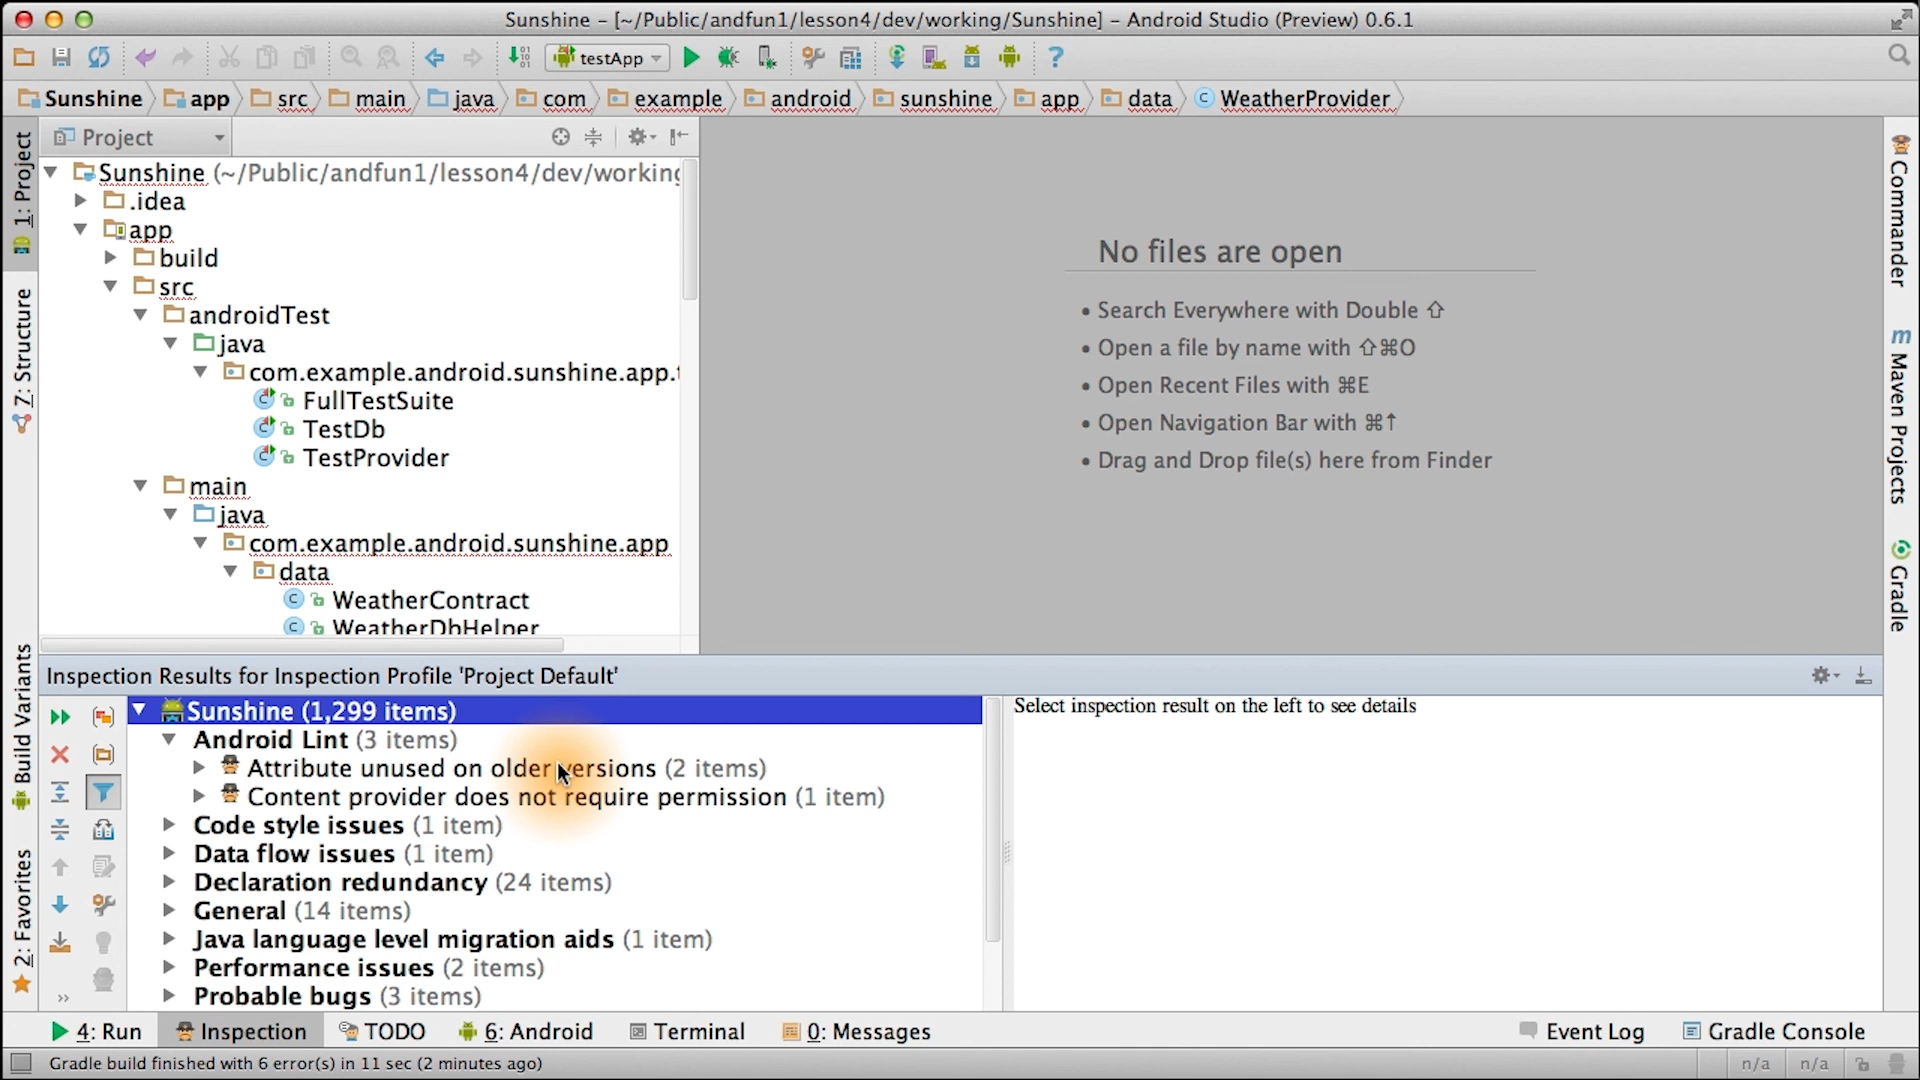 Sunshine – [~/Public/andfun1/lesson4/dev/working/Sunshine] – Android Studio (Preview) 0.6.1
testApp
?
Sunshine app src main java com example android sunshine app data WeatherProvider
Project
1: Project
Z: Structure
Build Variants
2: Favorites
Sunshine (~/Public/andfun1/lesson4/dev/working
.idea
app
build
src
androidTest
java
com.example.android.sunshine.app.t
FullTestSuite
TestDb
TestProvider
main
java
com.example.android.sunshine.app
data
WeatherContract
WeatherDbHelper
No files are open
• Search Everywhere with Double ⇧
• Open a file by name with ⇧⌘O
• Open Recent Files with ⌘E
• Open Navigation Bar with ⌘↑
• Drag and Drop file(s) here from Finder
Commander
Maven Projects
Gradle
Inspection Results for Inspection Profile 'Project Default'
Sunshine (1,299 items)
Android Lint (3 items)
Attribute unused on older versions (2 items)
Content provider does not require permission (1 item)
Code style issues (1 item)
Data flow issues (1 item)
Declaration redundancy (24 items)
General (14 items)
Java language level migration aids (1 item)
Performance issues (2 items)
Probable bugs (3 items)
Select inspection result on the left to see details
4: Run Inspection TODO 6: Android Terminal 0: Messages Event Log Gradle Console
Gradle build finished with 6 error(s) in 11 sec (2 minutes ago) n/a n/a